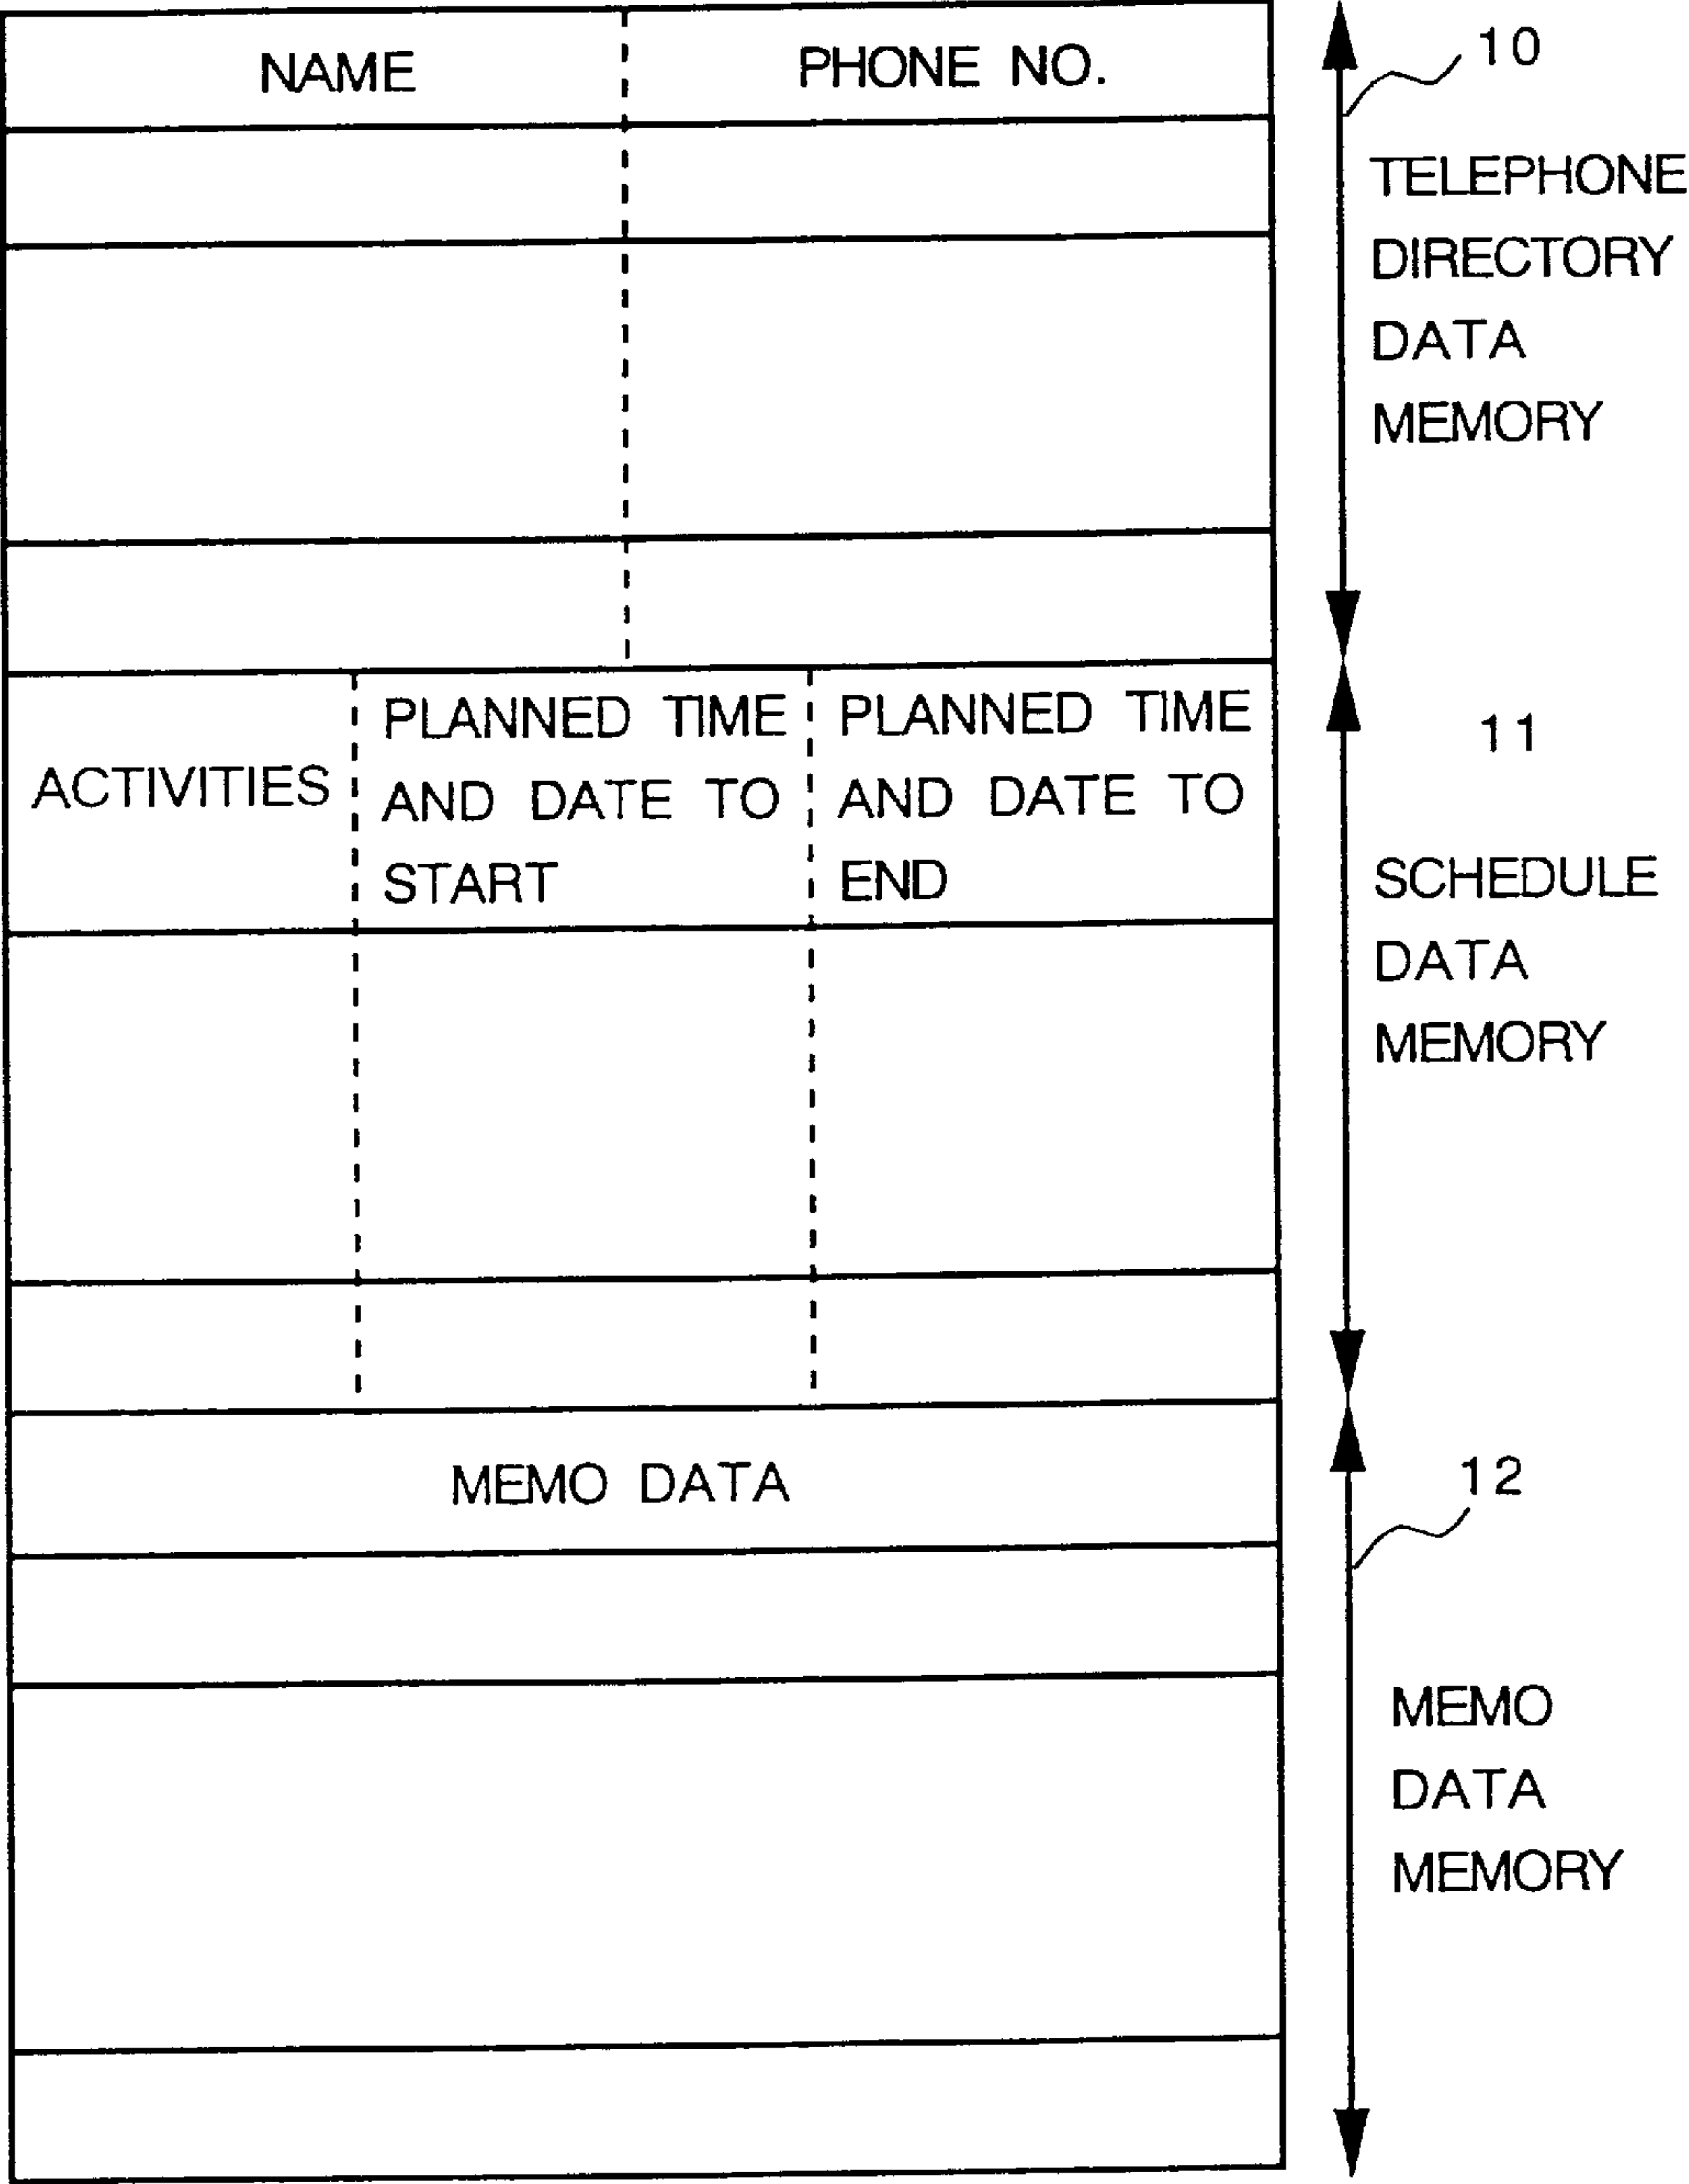 NAME
PHONE NO.
10
TELEPHONE
DIRECTORY
DATA
MEMORY
ACTIVITIES
PLANNED TIME
AND DATE TO
START
PLANNED TIME
AND DATE TO
END
11
SCHEDULE
DATA
MEMORY
MEMO DATA
12
MEMO
DATA
MEMORY